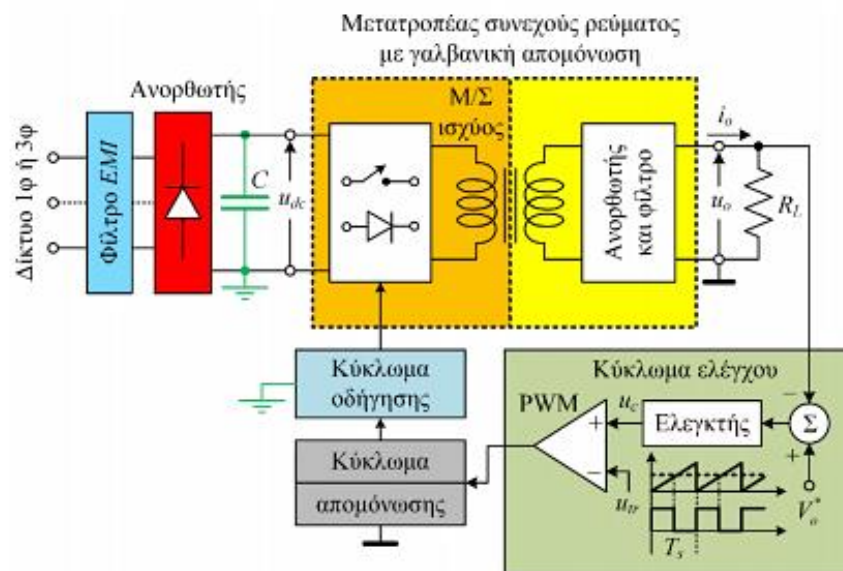 Μετατροπέας συνεχούς ρεύματος
με γαλβανική απομόνωση
Ανορθωτής
Μ/Σ
ισχύος
Δίκτυο 1φ ή 3φ
Φίλτρο EMI
C
u_dc
Ανορθωτής
και φίλτρο
i_o
u_o
R_L
Κύκλωμα
οδήγησης
Κύκλωμα
απομόνωσης
Κύκλωμα ελέγχου
PWM
u_c
+
−
u_tr
Ελεγκτής
Σ
−
+
V_o^*
T_s